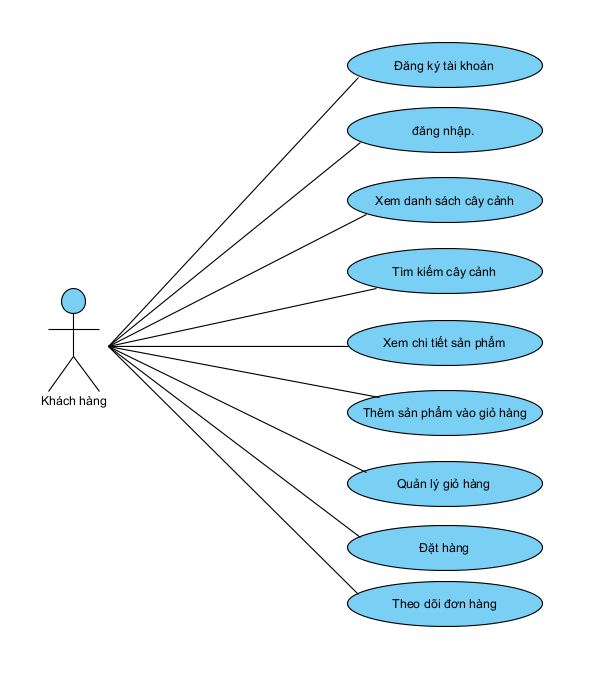 Đăng ký tài khoản
đăng nhập.
Xem danh sách cây cảnh
Tìm kiếm cây cảnh
Xem chi tiết sản phẩm
Khách hàng
Thêm sản phẩm vào giỏ hàng
Quản lý giỏ hàng
Đặt hàng
Theo dõi đơn hàng